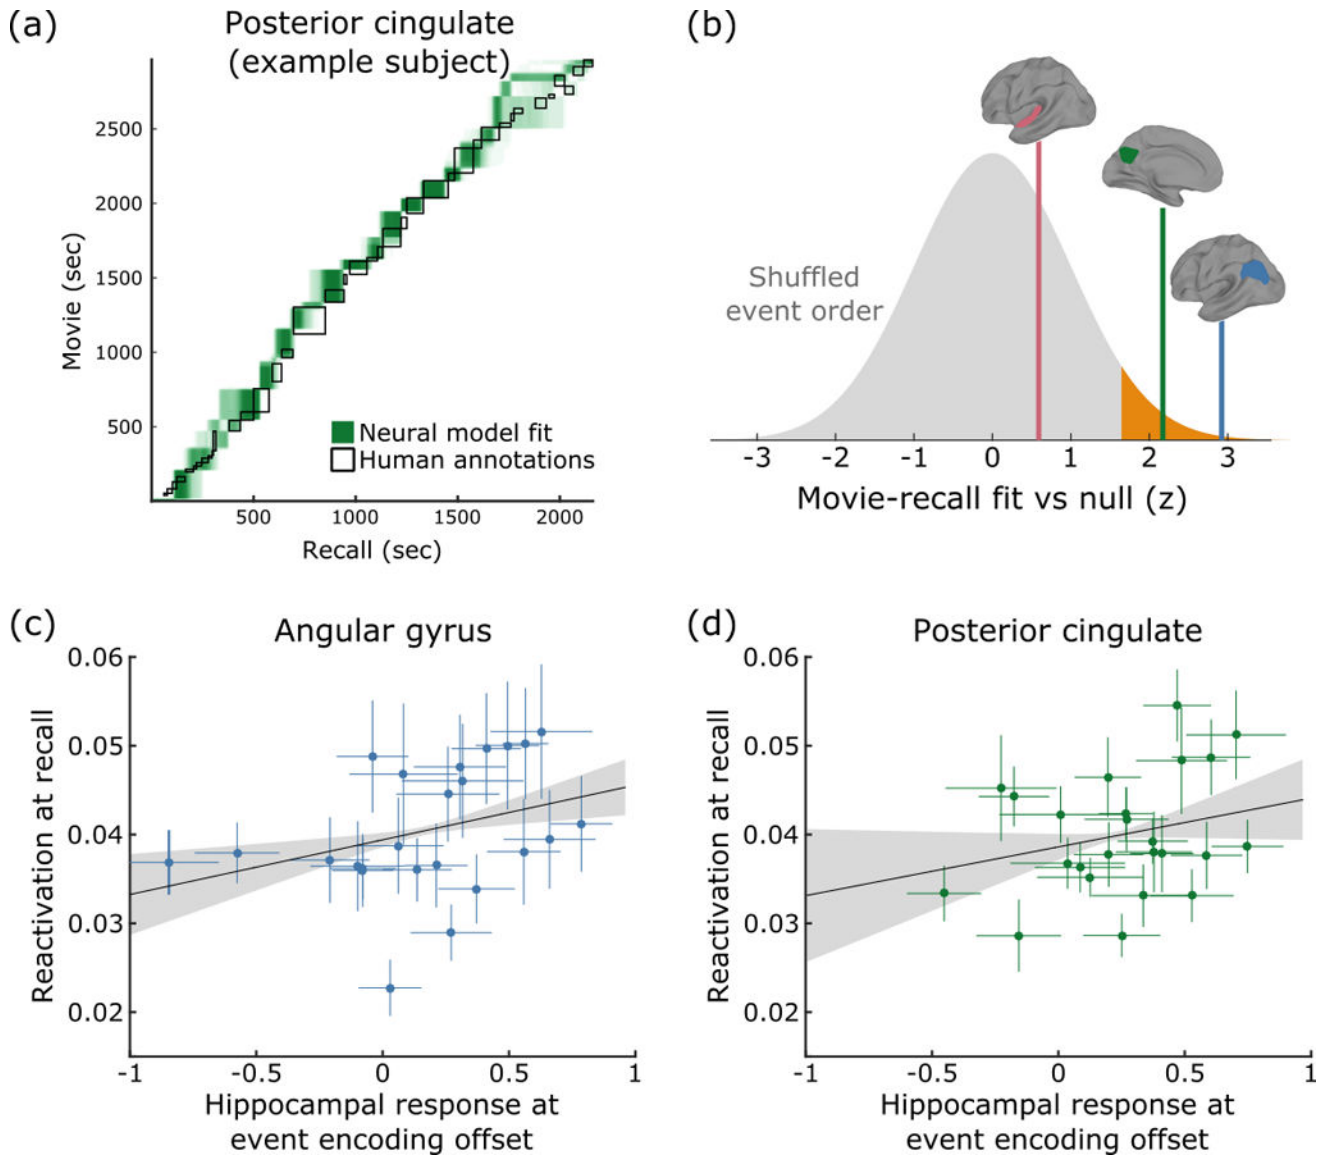 (a)
Posterior cingulate
(example subject)
2500
2000
1500
1000
500
Movie (sec)
Neural model fit
Human annotations
500
1000
1500
2000
Recall (sec)
(b)
Shuffled
event order
-3
-2
-1
0
1
2
3
Movie-recall fit vs null (z)
(c)
Angular gyrus
0.06
0.05
0.04
0.03
0.02
Reactivation at recall
-1
-0.5
0
0.5
1
Hippocampal response at
event encoding offset
(d)
Posterior cingulate
0.06
0.05
0.04
0.03
0.02
Reactivation at recall
-1
-0.5
0
0.5
1
Hippocampal response at
event encoding offset